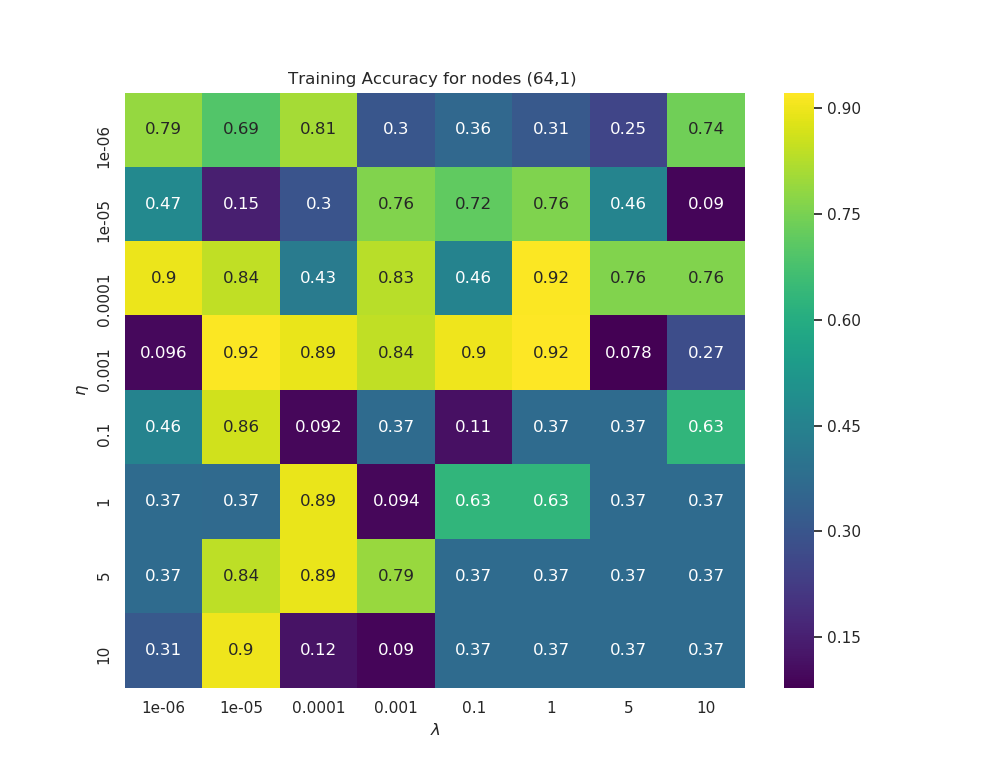 Training Accuracy for nodes (64,1)
η
1e-06 0.79 0.69 0.81 0.3 0.36 0.31 0.25 0.74
1e-05 0.47 0.15 0.3 0.76 0.72 0.76 0.46 0.09
0.0001 0.9 0.84 0.43 0.83 0.46 0.92 0.76 0.76
0.001 0.096 0.92 0.89 0.84 0.9 0.92 0.078 0.27
0.1 0.46 0.86 0.092 0.37 0.11 0.37 0.37 0.63
1 0.37 0.37 0.89 0.094 0.63 0.63 0.37 0.37
5 0.37 0.84 0.89 0.79 0.37 0.37 0.37 0.37
10 0.31 0.9 0.12 0.09 0.37 0.37 0.37 0.37
1e-06 1e-05 0.0001 0.001 0.1 1 5 10
λ
0.90
0.75
0.60
0.45
0.30
0.15